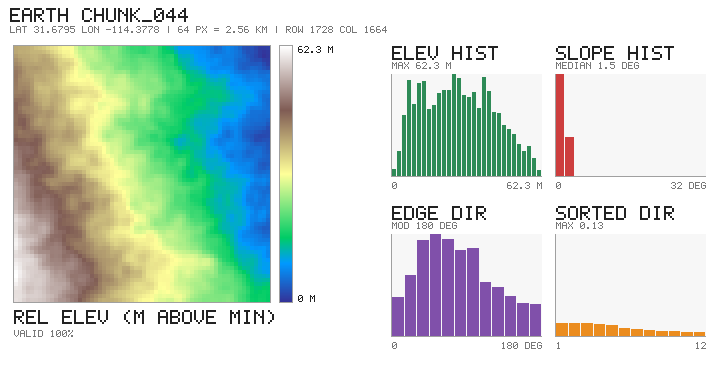 EARTH CHUNK_044
LAT 31.6795 LON -114.3778 | 64 PX = 2.56 KM | ROW 1728 COL 1664
62.3 M
0 M
REL ELEV (M ABOVE MIN)
VALID 100%
ELEV HIST
MAX 62.3 M
0 62.3 M
SLOPE HIST
MEDIAN 1.5 DEG
0 32 DEG
EDGE DIR
MOD 180 DEG
0 180 DEG
SORTED DIR
MAX 0.13
1 12